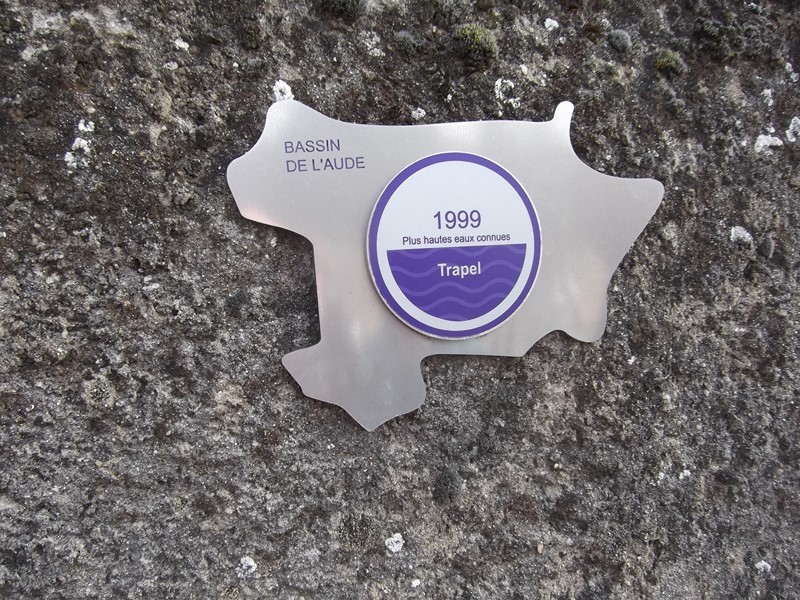 BASSIN
DE L'AUDE
1999
Plus hautes eaux connues
Trapel